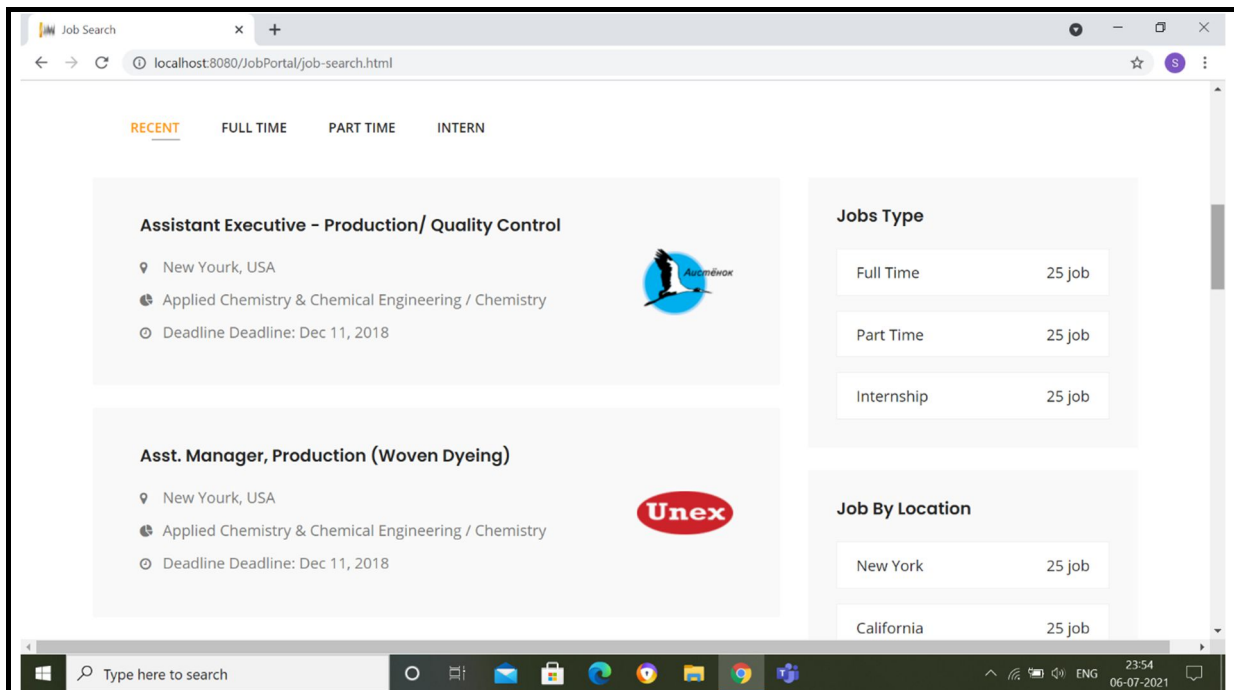 Job Search
localhost:8080/JobPortal/job-search.html
S
RECENT FULL TIME PART TIME INTERN
Assistant Executive - Production/ Quality Control
New Yourk, USA
Applied Chemistry & Chemical Engineering / Chemistry
Deadline Deadline: Dec 11, 2018
Аистёнок
Asst. Manager, Production (Woven Dyeing)
New Yourk, USA
Applied Chemistry & Chemical Engineering / Chemistry
Deadline Deadline: Dec 11, 2018
Unex
Jobs Type
Full Time 25 job
Part Time 25 job
Internship 25 job
Job By Location
New York 25 job
California 25 job
Type here to search
ENG
23:54
06-07-2021